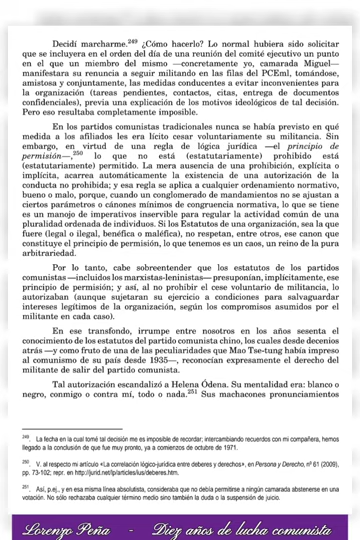 Decidí marcharme.249 ¿Cómo hacerlo? Lo normal hubiera sido solicitar
que se incluyera en el orden del día de una reunión del comité ejecutivo un punto
en el que un miembro del mismo —concretamente yo, camarada Miguel—
manifestara su renuncia a seguir militando en las filas del PCEml, tomándose,
amistosa y conjuntamente, las medidas conducentes a evitar inconvenientes para
la organización (tareas pendientes, contactos, citas, entrega de documentos
confidenciales), previa una explicación de los motivos ideológicos de tal decisión.
Pero eso resultaba completamente imposible.
En los partidos comunistas tradicionales nunca se había previsto en qué
medida a los afiliados les era lícito cesar voluntariamente su militancia. Sin
embargo, en virtud de una regla de lógica jurídica —el principio de
permisión—,250 lo que no está (estatutariamente) prohibido está
(estatutariamente) permitido. La mera ausencia de una prohibición, explícita o
implícita, acarrea automáticamente la existencia de una autorización de la
conducta no prohibida; y esa regla se aplica a cualquier ordenamiento normativo,
bueno o malo, porque, cuando un conglomerado de mandamientos no se ajustan a
ciertos parámetros o cánones mínimos de congruencia normativa, lo que se tiene
es un manojo de imperativos inservible para regular la actividad común de una
pluralidad ordenada de individuos. Si los Estatutos de una organización, sea la que
fuere (legal o ilegal, benéfica o maléfica), no respetan, entre otros, ese canon que
constituye el principio de permisión, lo que tenemos es un caos, un reino de la pura
arbitrariedad.
Por lo tanto, cabe sobreentender que los estatutos de los partidos
comunistas —incluidos los marxistas-leninistas— presuponían, implícitamente, ese
principio de permisión; y así, al no prohibir el cese voluntario de militancia, lo
autorizaban (aunque sujetaran su ejercicio a condiciones para salvaguardar
intereses legítimos de la organización, según los compromisos asumidos por el
militante en cada caso).
En ese trasfondo, irrumpe entre nosotros en los años sesenta el
conocimiento de los estatutos del partido comunista chino, los cuales desde decenios
atrás —y como fruto de una de las peculiaridades que Mao Tse-tung había impreso
al comunismo de su país desde 1935—, reconocían expresamente el derecho del
militante de salir del partido comunista.
Tal autorización escandalizó a Helena Ódena. Su mentalidad era: blanco o
negro, conmigo o contra mí, todo o nada.251 Sus machacones pronunciamientos
249. La fecha en la cual tomé tal decisión me es imposible de recordar; intercambiando recuerdos con mi compañera, hemos
llegado a la conclusión de que fue muy pronto, ya a comienzos de octubre de 1971.
250. V. al respecto mi artículo «La correlación lógico-jurídica entre deberes y derechos», en Persona y Derecho, nº 61 (2009),
pp. 73-102; repr. en http://jurid.net/lp/articles/ius/deberes.htm.
251. Así, p.ej., y en esa misma línea absolutista, consideraba que no debía permitirse a ningún camarada abstenerse en una
votación. No sólo rechazaba cualquier término medio sino también la duda o la suspensión de juicio.
Lorenzo Peña - Diez años de lucha comunista